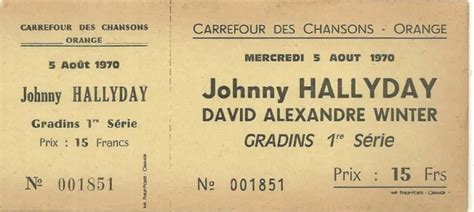 CARREFOUR DES CHANSONS
ORANGE
5 Août 1970
Johnny HALLYDAY
Gradins 1re Série
Prix : 15 Francs
No 001851
CARREFOUR DES CHANSONS - ORANGE
MERCREDI 5 AOUT 1970
Johnny HALLYDAY
DAVID ALEXANDRE WINTER
GRADINS 1re Série
Prix : 15 Frs
No 001851